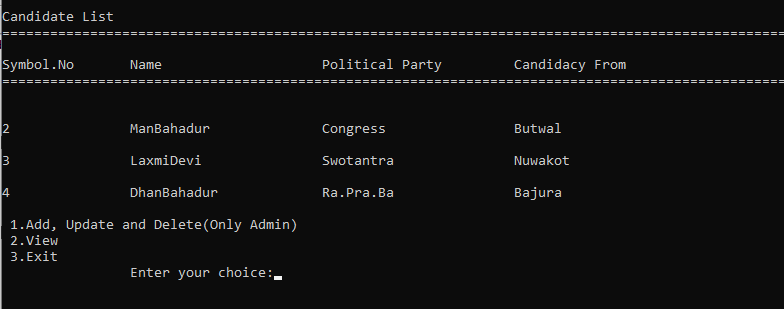 Candidate List
==================================================================================================
Symbol.No Name Political Party Candidacy From
==================================================================================================
2 ManBahadur Congress Butwal
3 LaxmiDevi Swotantra Nuwakot
4 DhanBahadur Ra.Pra.Ba Bajura
1.Add, Update and Delete(Only Admin)
2.View
3.Exit
Enter your choice: